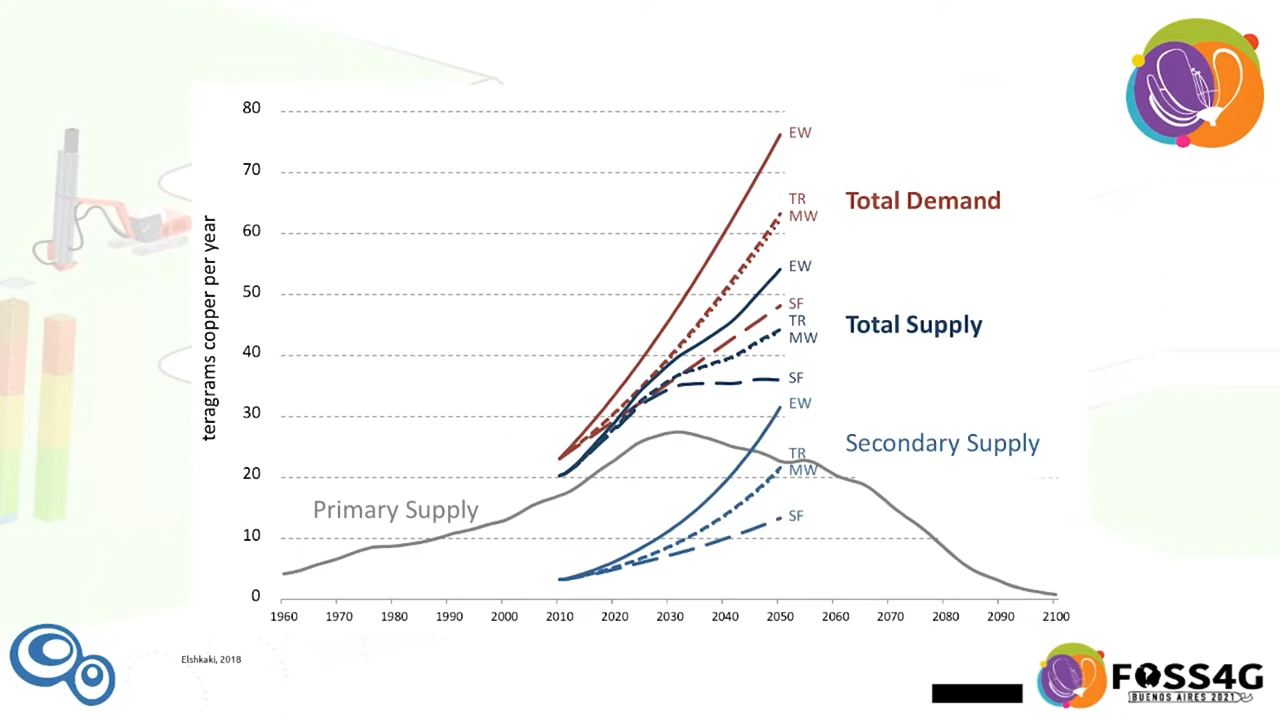 80
70
60
50
40
30
20
10
0
teragrams copper per year
1960 1970 1980 1990 2000 2010 2020 2030 2040 2050 2060 2070 2080 2090 2100
EW
TR
MW
Total Demand
EW
SF
TR
MW
Total Supply
SF
EW
Secondary Supply
TR
MW
SF
Primary Supply
Elshkaki, 2018
FOSS4G
BUENOS AIRES 2021